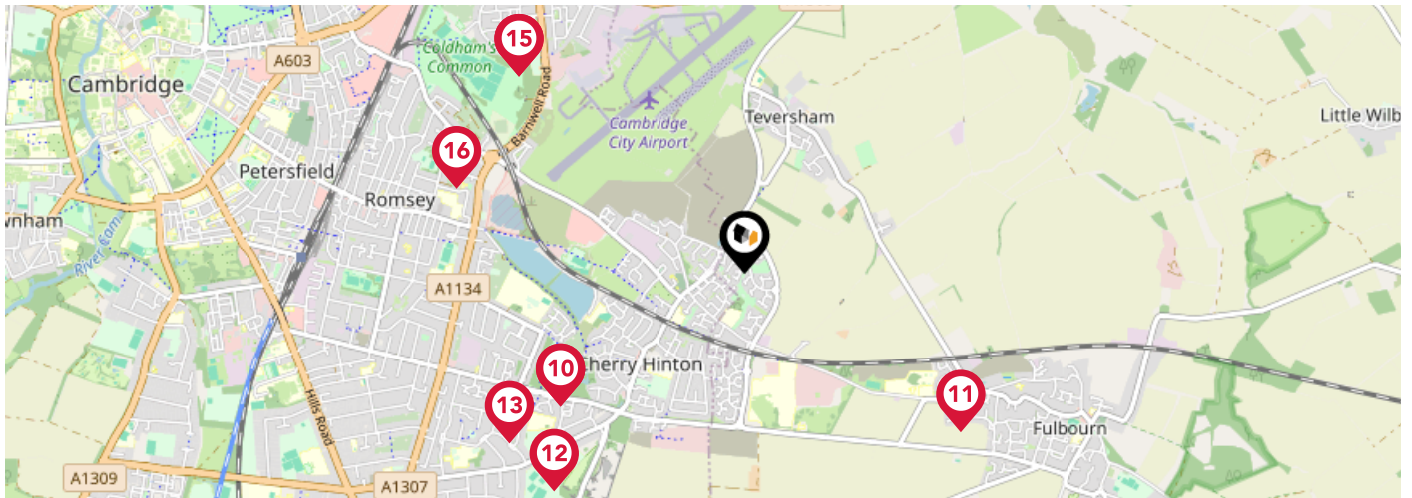 15
Coldham's
Common
A603
Cambridge
Barnwell Road
Cambridge
City Airport
Teversham
Little Wilb
16
Petersfield
Romsey
wnham
River Cam
A1134
Cherry Hinton
10
13
11
Hills Road
Fulbourn
12
A1309
A1307